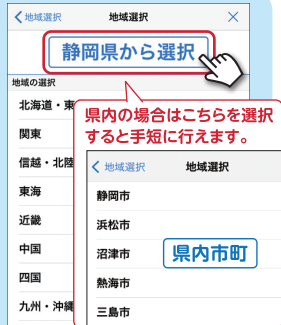 地域選択 地域選択
静岡県から選択
地域の選択
北海道・東
関東
信越・北陸
東海
近畿
中国
四国
九州・沖縄
県内の場合はこちらを選択
すると手短に行えます。
地域選択 地域選択
静岡市
浜松市
沼津市
熱海市
三島市
県内市町